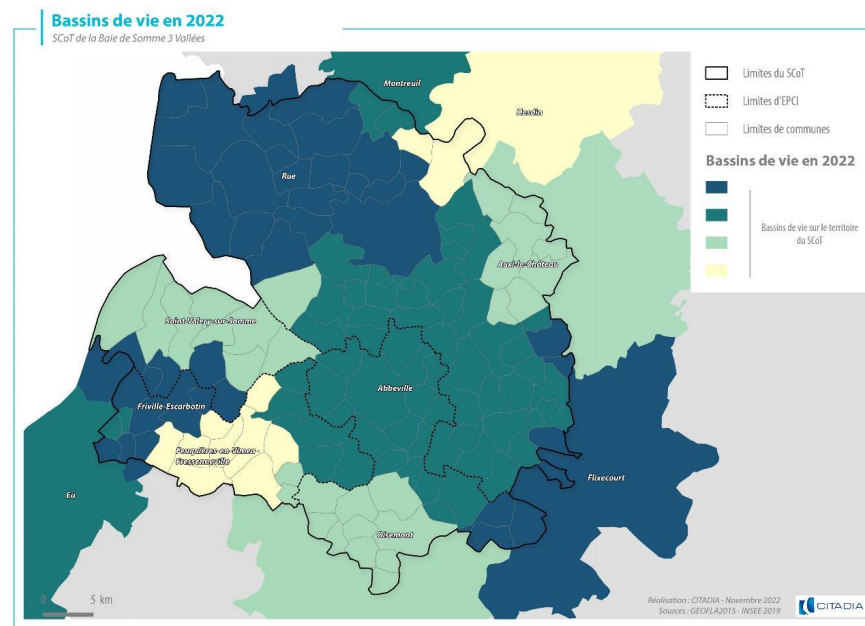 Bassins de vie en 2022
SCoT de la Baie de Somme 3 Vallées
Montreuil
Hesdin
Rue
Auxi-le-Château
Saint-Valery-sur-Somme
Abbeville
Friville-Escarbotin
Feuquières-en-Vimeu -
Fressenneville
Eu
Flixecourt
Oisemont
Limites du SCoT
Limites d'EPCI
Limites de communes
Bassins de vie en 2022
Bassins de vie sur le territoire
du SCoT
0 5 km
Réalisation : CITADIA - Novembre 2022
Sources : GEOFLA2015 - INSEE 2019
CITADIA